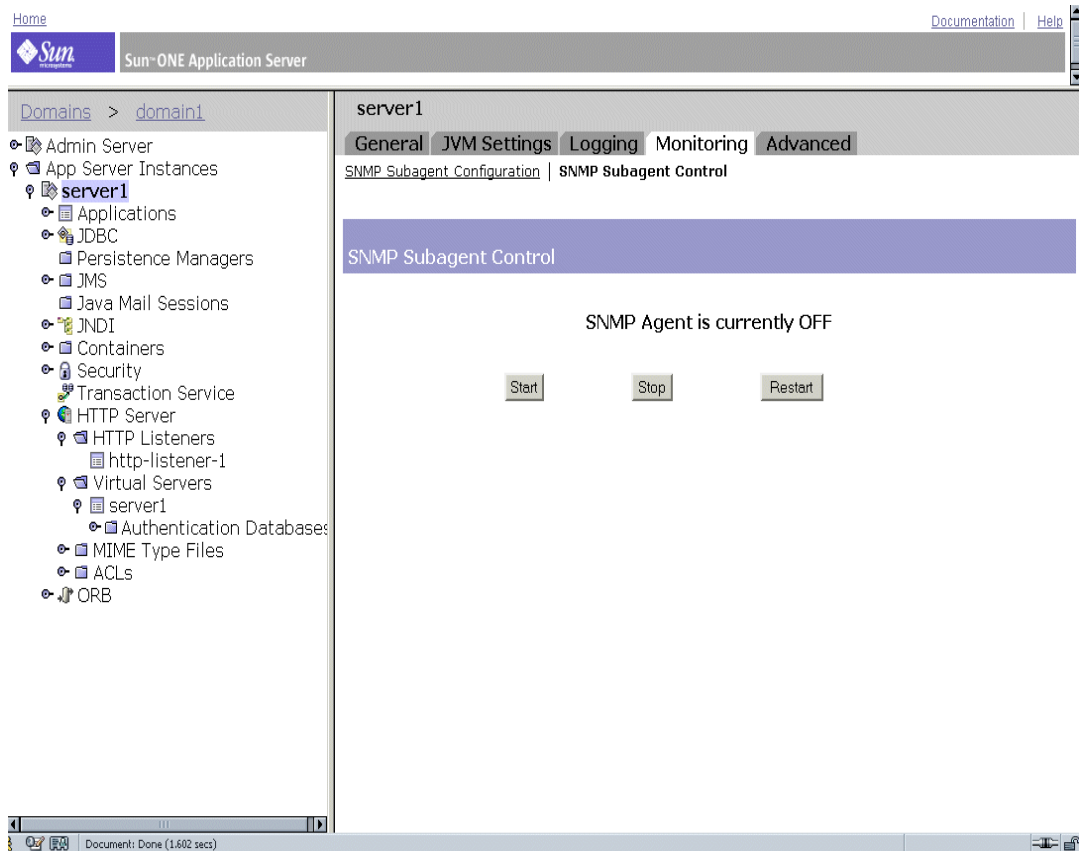 Home
Documentation | Help
Sun
microsystems
Sun™ ONE Application Server
Domains > domain1
Admin Server
App Server Instances
server1
Applications
JDBC
Persistence Managers
JMS
Java Mail Sessions
JNDI
Containers
Security
Transaction Service
HTTP Server
HTTP Listeners
http-listener-1
Virtual Servers
server1
Authentication Databases
MIME Type Files
ACLs
ORB
server1
General JVM Settings Logging Monitoring Advanced
SNMP Subagent Configuration | SNMP Subagent Control
SNMP Subagent Control
SNMP Agent is currently OFF
Start Stop Restart
Document: Done (1.602 secs)